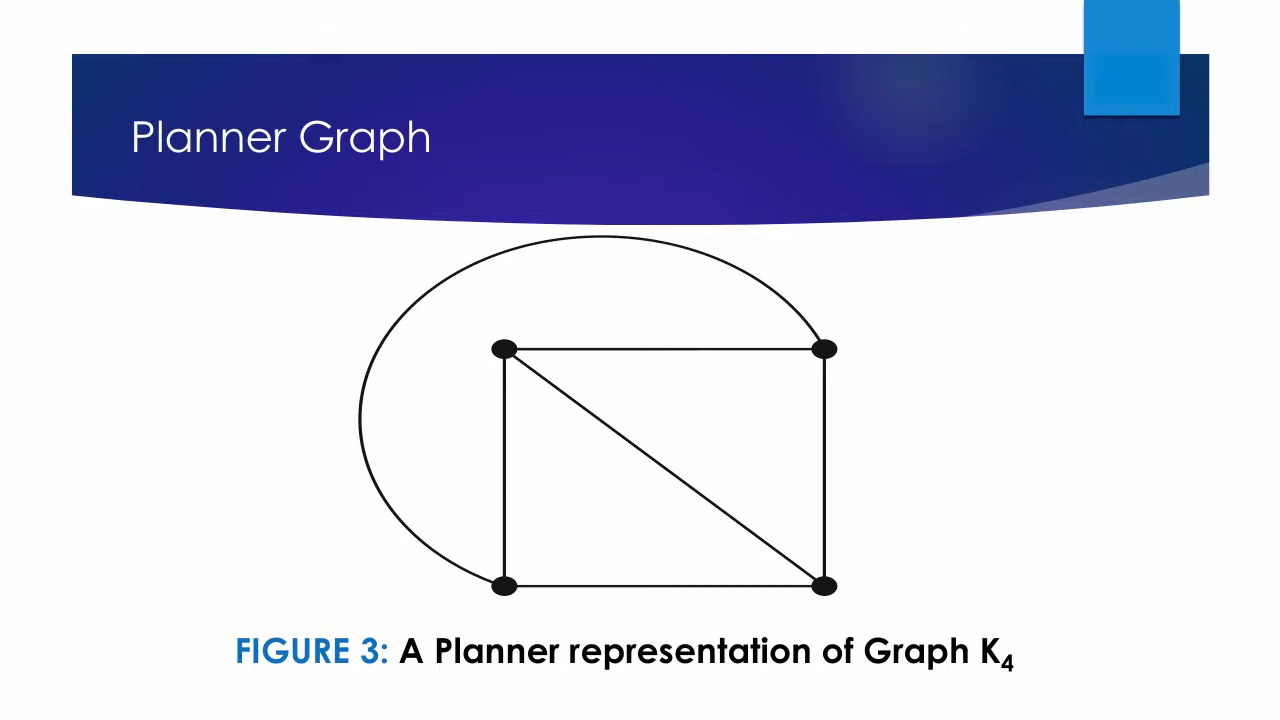 Planner Graph
FIGURE 3: A Planner representation of Graph K₄